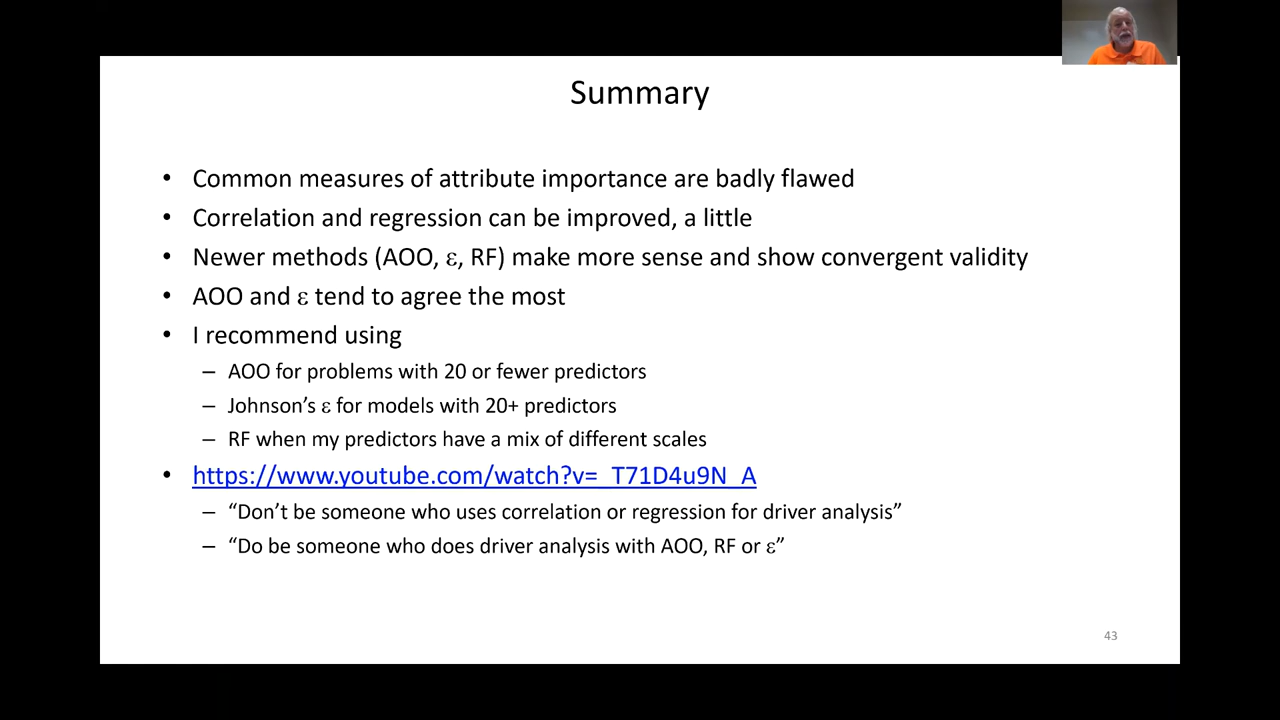 Summary
• Common measures of attribute importance are badly flawed
• Correlation and regression can be improved, a little
• Newer methods (AOO, ε, RF) make more sense and show convergent validity
• AOO and ε tend to agree the most
• I recommend using
– AOO for problems with 20 or fewer predictors
– Johnson’s ε for models with 20+ predictors
– RF when my predictors have a mix of different scales
• https://www.youtube.com/watch?v=_T71D4u9N_A
– “Don’t be someone who uses correlation or regression for driver analysis”
– “Do be someone who does driver analysis with AOO, RF or ε”
43